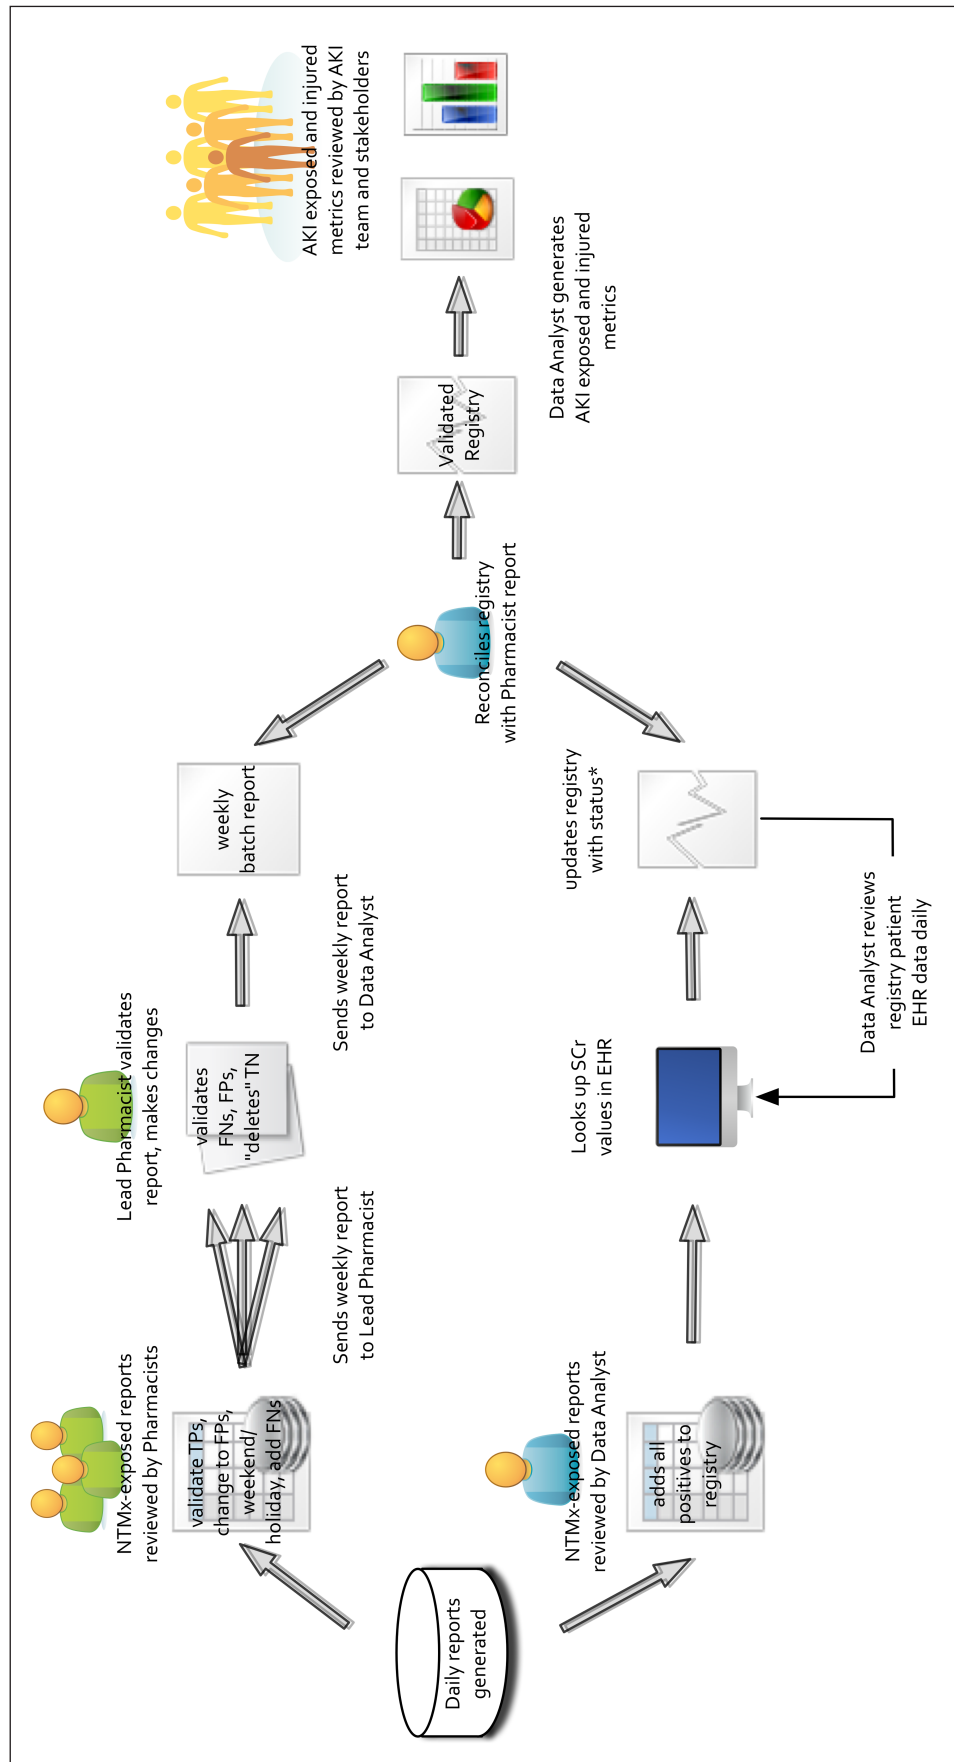 Daily reports
generated
NTMx-exposed reports
reviewed by Pharmacists
validate TPs,
change to FPs,
weekend/
holiday, add FNs
Sends weekly report
to Lead Pharmacist
Lead Pharmacist validates
report, makes changes
validates
FNs, FPs,
"deletes" TN
Sends weekly report
to Data Analyst
weekly
batch report
NTMx-exposed reports
reviewed by Data Analyst
adds all
positives to
registry
Looks up SCr
values in EHR
updates registry
with status*
Data Analyst reviews
registry patient
EHR data daily
Reconciles registry
with Pharmacist report
Validated
Registry
Data Analyst generates
AKI exposed and injured
metrics
AKI exposed and injured
metrics reviewed by AKI
team and stakeholders